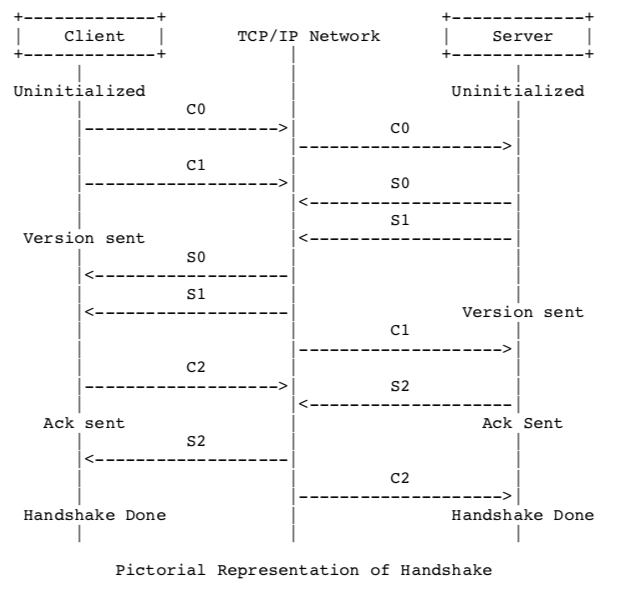 Client TCP/IP Network Server
Uninitialized Uninitialized
C0
C0
C1
S0
S1
Version sent
S0
S1
Version sent
C1
C2
S2
Ack sent Ack Sent
S2
C2
Handshake Done Handshake Done
Pictorial Representation of Handshake